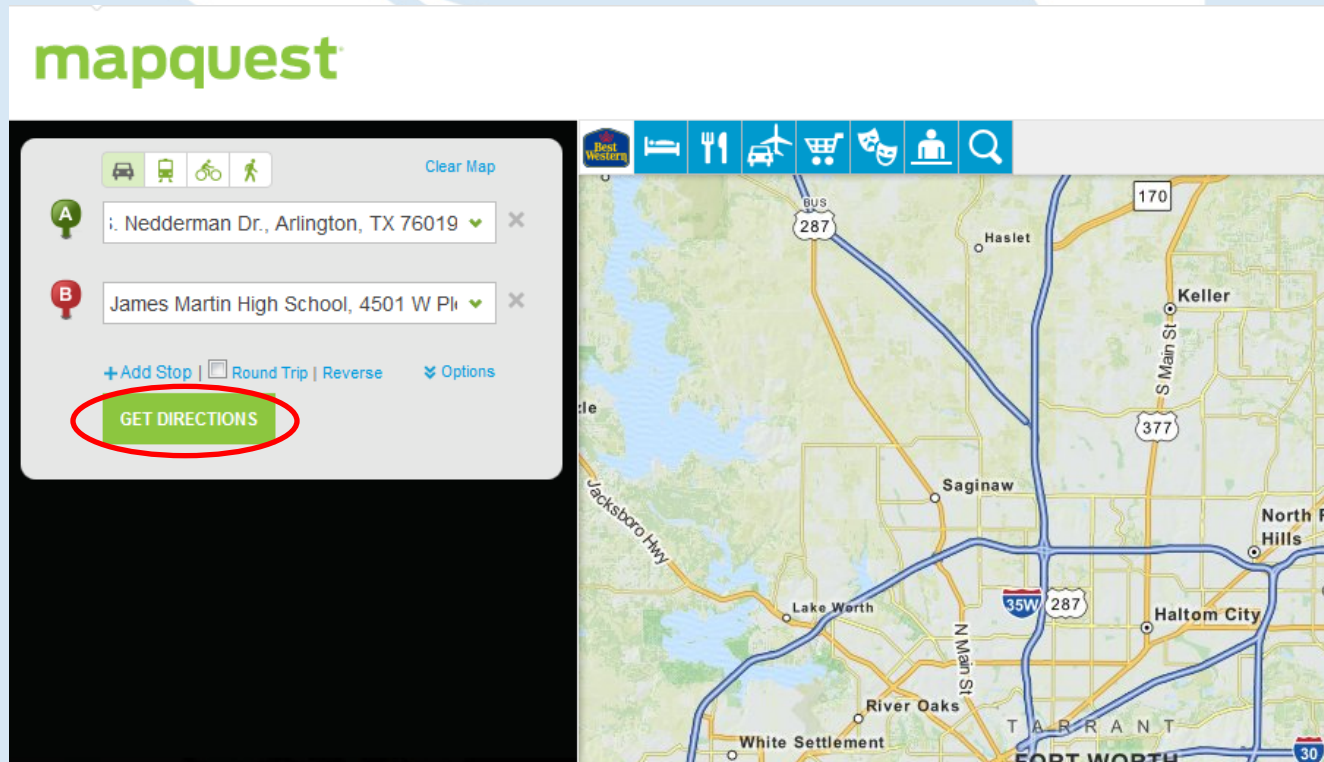 mapquest
Clear Map
A
. Nedderman Dr., Arlington, TX 76019
B
James Martin High School, 4501 W
+ Add Stop | Round Trip | Reverse
Options
GET DIRECTIONS
Best Western
BUS
287
170
Haslet
Keller
S Main St
377
Saginaw
Jacksboro Hwy
North
Hills
Lake Worth
35W
287
Haltom City
N Main St
River Oaks
TARRANT
White Settlement
FORT WORTH
30